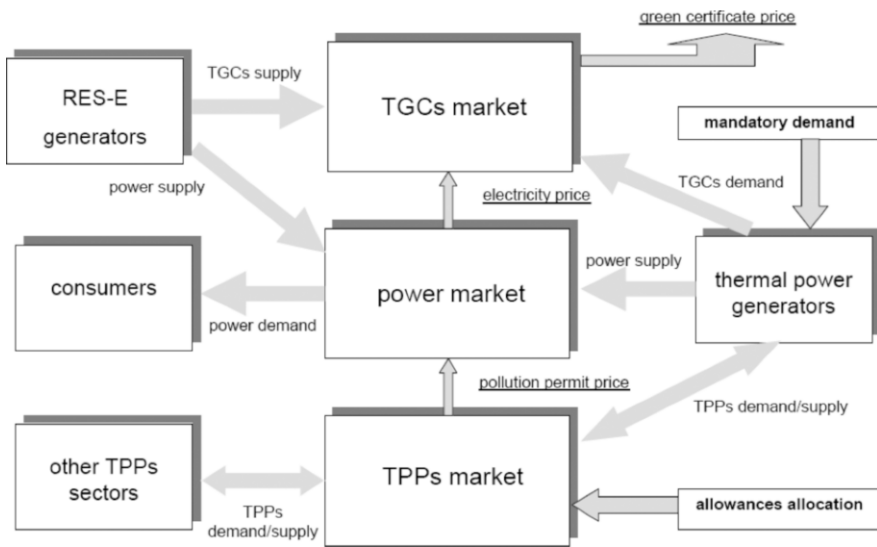 green certificate price
RES-E
generators
TGCs supply
TGCs market
mandatory demand
power supply
TGCs demand
electricity price
consumers
power market
power supply
thermal power
generators
power demand
pollution permit price
TPPs demand/supply
other TPPs
sectors
TPPs market
TPPs
demand/supply
allowances allocation